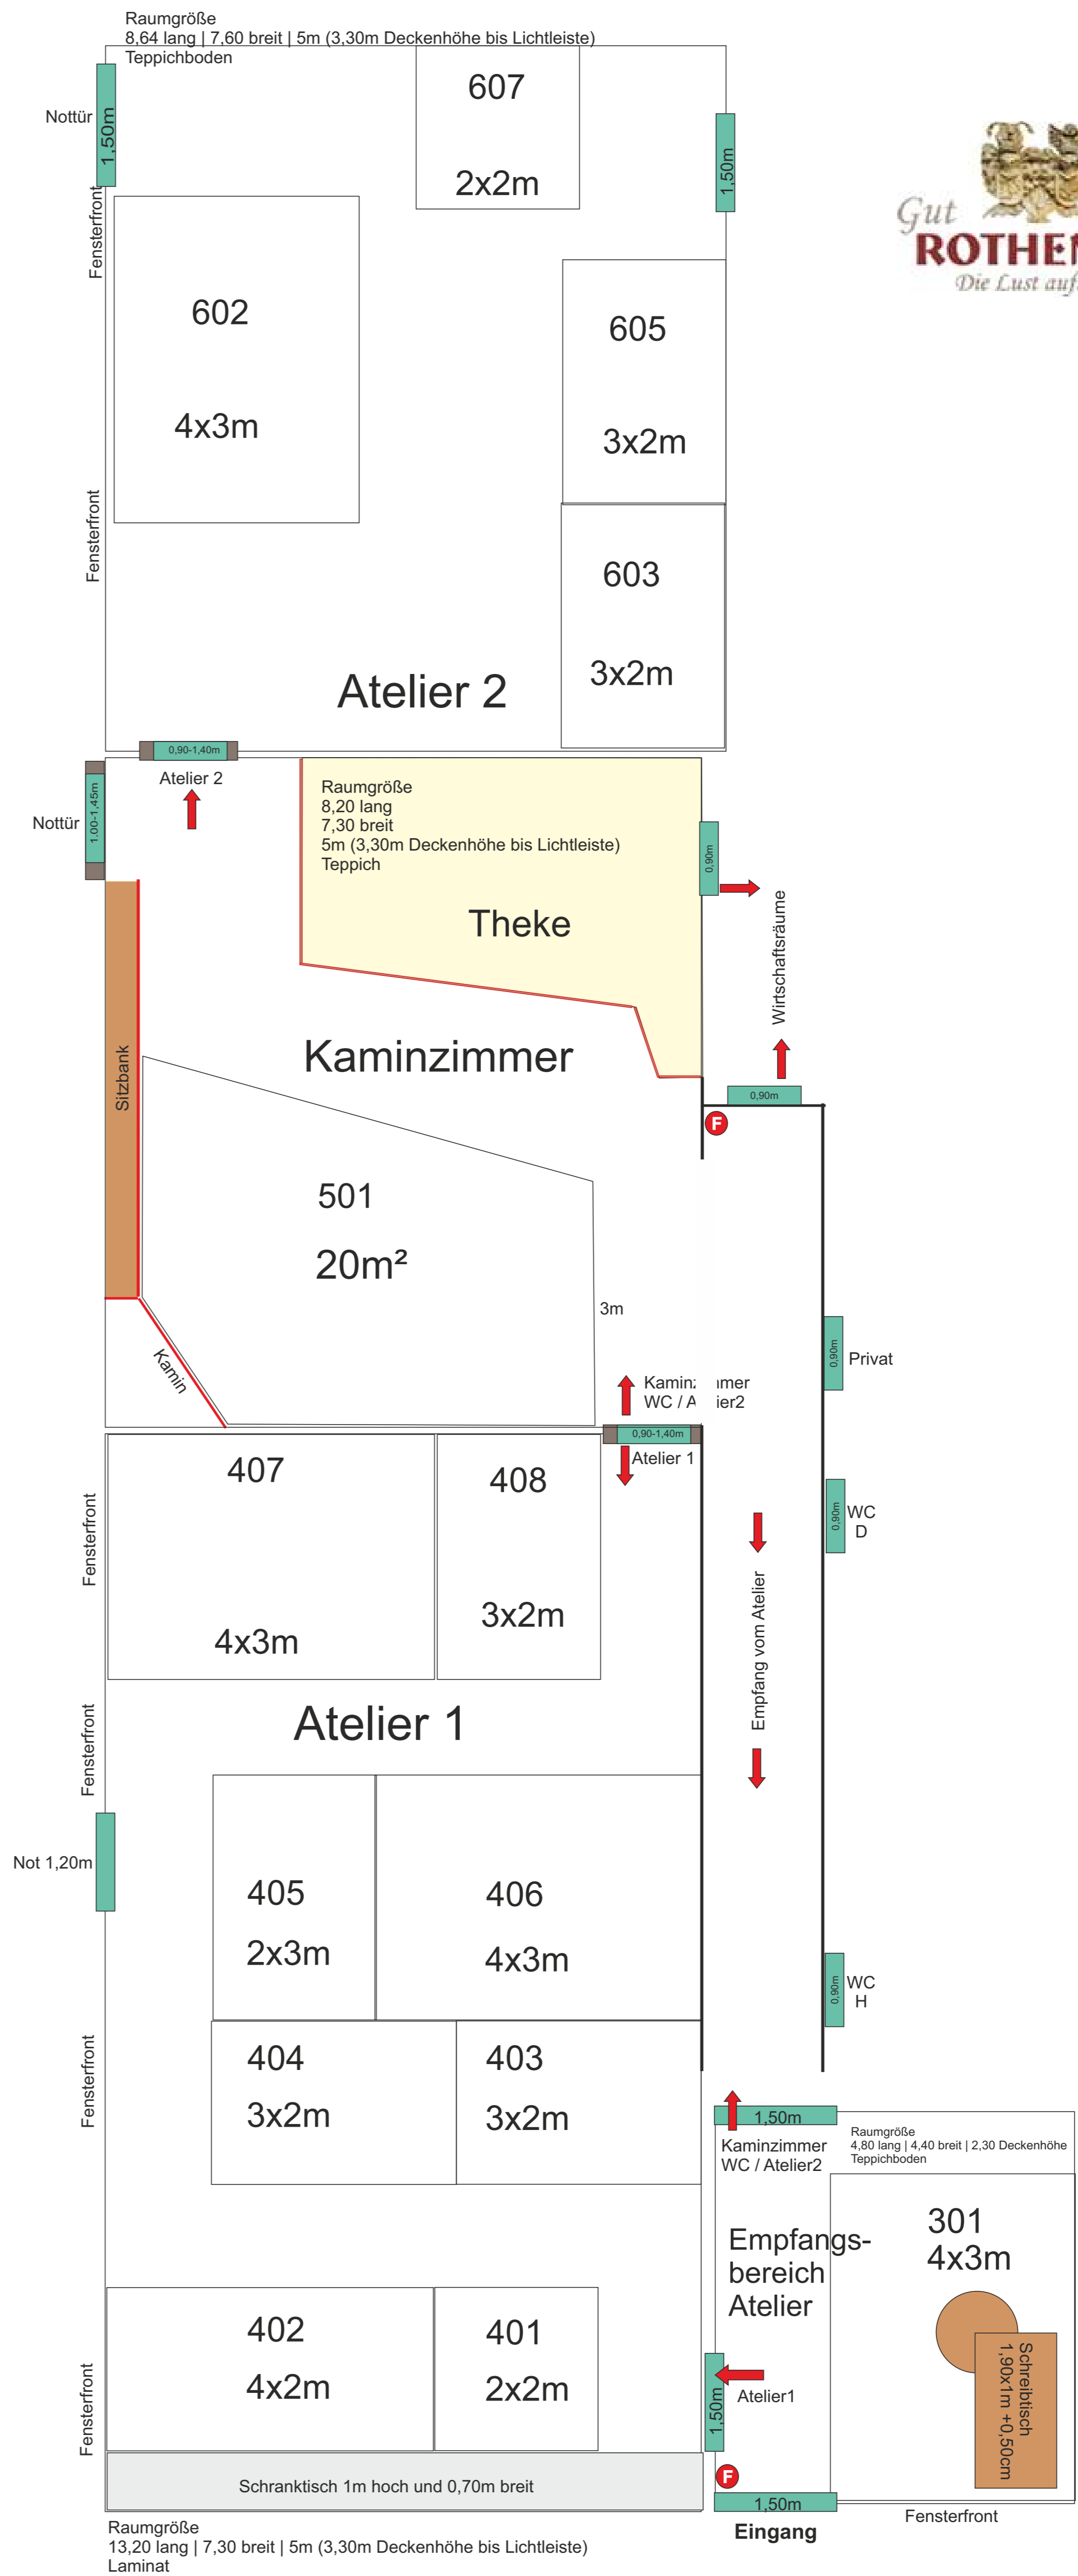 Raumgröße
8,64 lang | 7,60 breit | 5m (3,30m Deckenhöhe bis Lichtleiste)
Teppichboden
Nottür
1,50m
607
2x2m
1,50m
Gut
Die Lust auf
Fensterfront
602
4x3m
605
3x2m
Fensterfront
603
3x2m
Atelier 2
0,90-1,40m
Atelier 2
Nottür
1.00-1,45m
Raumgröße
8,20 lang
7,30 breit
5m (3,30m Deckenhöhe bis Lichtleiste)
Teppich
Theke
0,90m
Wirtschaftsräume
Kaminzimmer
Sitzbank
0,90m
F
501
20m²
3m
Kamin
0,90m
Privat
Kaminz mmer
WC / A ier2
0,90-1,40m
Atelier 1
407
4x3m
408
3x2m
Fensterfront
0,90m
WC
D
Empfang vom Atelier
Atelier 1
Fensterfront
Not 1,20m
405
2x3m
406
4x3m
0,90m
WC
H
404
3x2m
403
3x2m
Fensterfront
1,50m
Kaminzimmer
WC / Atelier2
Raumgröße
4,80 lang | 4,40 breit | 2,30 Deckenhöhe
Teppichboden
Empfangs-
bereich
Atelier
301
4x3m
Schreibtisch
1,90x1m +0,50cm
402
4x2m
401
2x2m
Fensterfront
1,50m
Atelier1
F
Schranktisch 1m hoch und 0,70m breit
1,50m
Eingang
Fensterfront
Raumgröße
13,20 lang | 7,30 breit | 5m (3,30m Deckenhöhe bis Lichtleiste)
Laminat